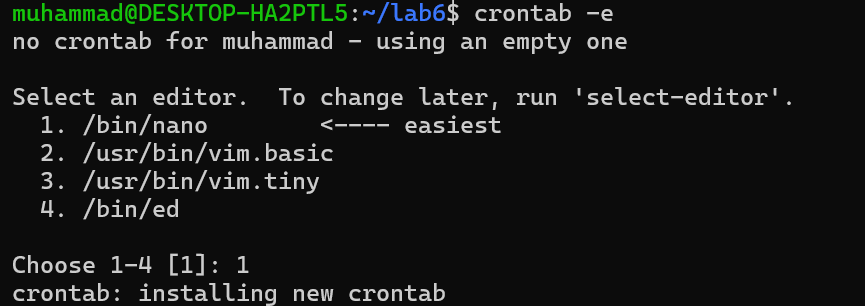 muhammad@DESKTOP-HA2PTL5:~/lab6$ crontab -e
no crontab for muhammad - using an empty one

Select an editor.  To change later, run 'select-editor'.
  1. /bin/nano        <---- easiest
  2. /usr/bin/vim.basic
  3. /usr/bin/vim.tiny
  4. /bin/ed

Choose 1-4 [1]: 1
crontab: installing new crontab